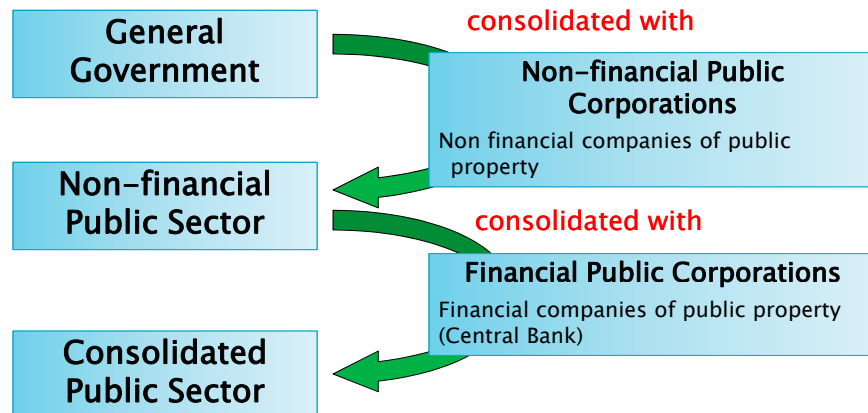 General
Government
consolidated with
Non-financial Public
Corporations
Non financial companies of public
property
Non-financial
Public Sector
consolidated with
Financial Public Corporations
Financial companies of public property
(Central Bank)
Consolidated
Public Sector